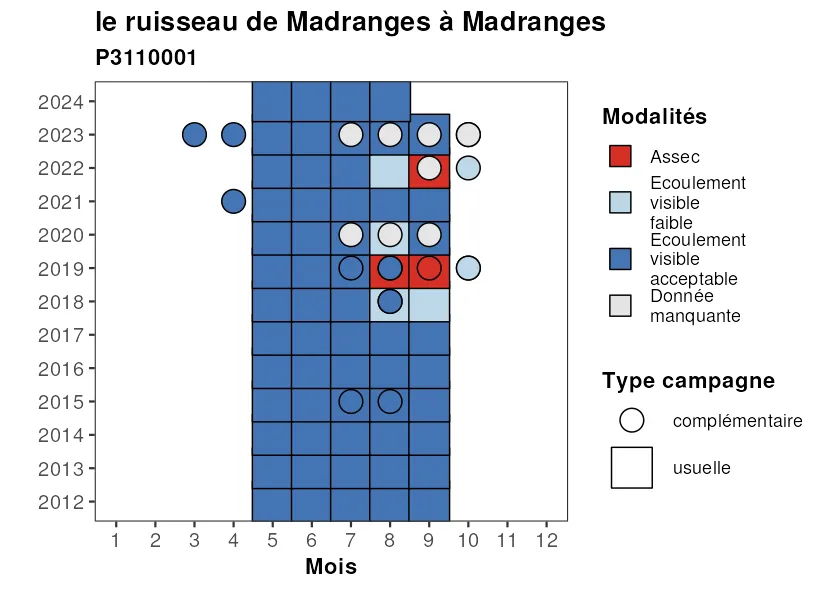 le ruisseau de Madranges à Madranges
P3110001
2024
2023
2022
2021
2020
2019
2018
2017
2016
2015
2014
2013
2012
1 2 3 4 5 6 7 8 9 10 11 12
Mois
Modalités
Assec
Ecoulement
visible
faible
Ecoulement
visible
acceptable
Donnée
manquante
Type campagne
complémentaire
usuelle